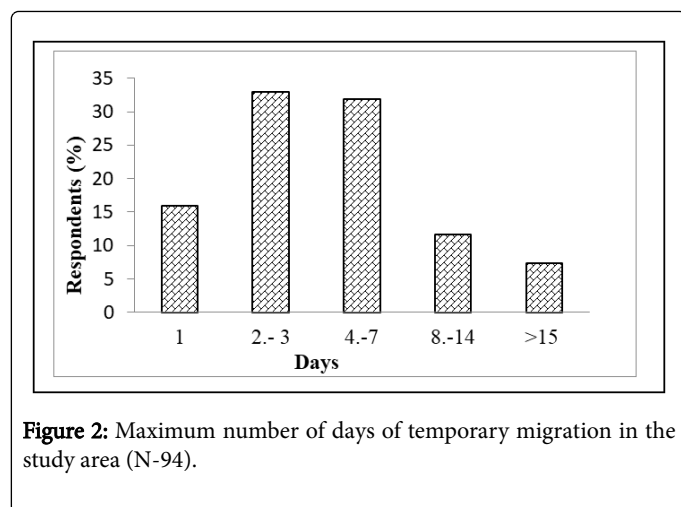 35
30
25
20
15
10
5
0
Respondents (%)
1 2.- 3 4.-7 8.-14 >15
Days
Figure 2: Maximum number of days of temporary migration in the
study area (N-94).